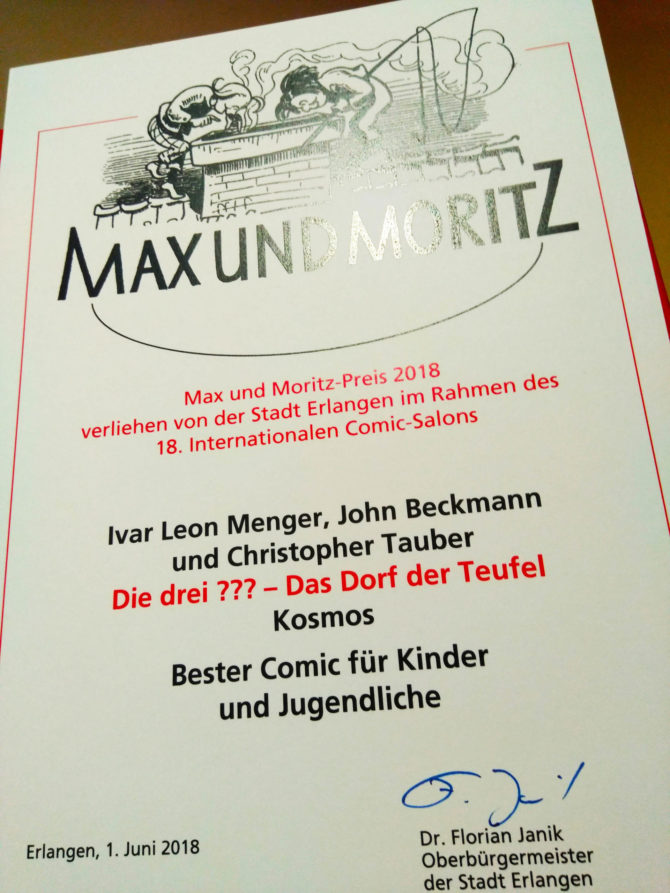 MAX UND MORITZ
Max und Moritz-Preis 2018
verliehen von der Stadt Erlangen im Rahmen des
18. Internationalen Comic-Salons
Ivar Leon Menger, John Beckmann
und Christopher Tauber
Die drei ??? – Das Dorf der Teufel
Kosmos
Bester Comic für Kinder
und Jugendliche
Erlangen, 1. Juni 2018
Dr. Florian Janik
Oberbürgermeister
der Stadt Erlangen